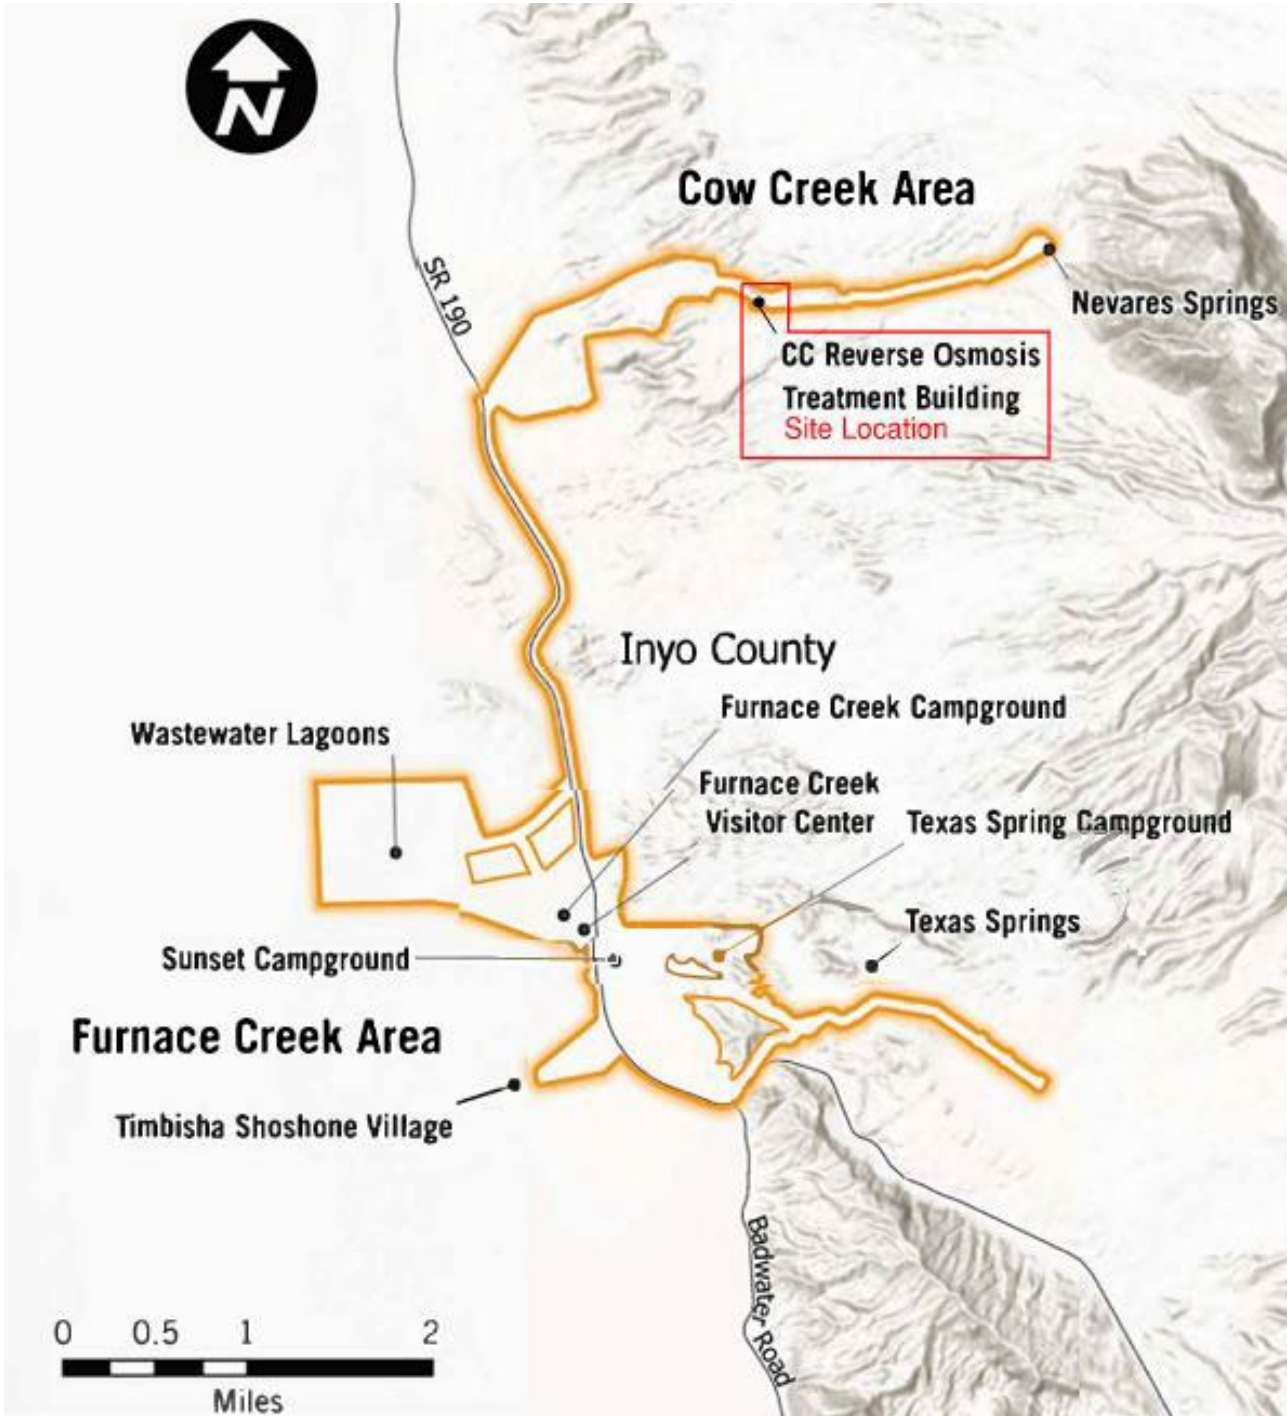 N
Cow Creek Area
SR 190
Nevares Springs
CC Reverse Osmosis
Treatment Building
Site Location
Inyo County
Furnace Creek Campground
Wastewater Lagoons
Furnace Creek
Visitor Center
Texas Spring Campground
Texas Springs
Sunset Campground
Furnace Creek Area
Timbisha Shoshone Village
Badwater Road
0 0.5 1 2
Miles